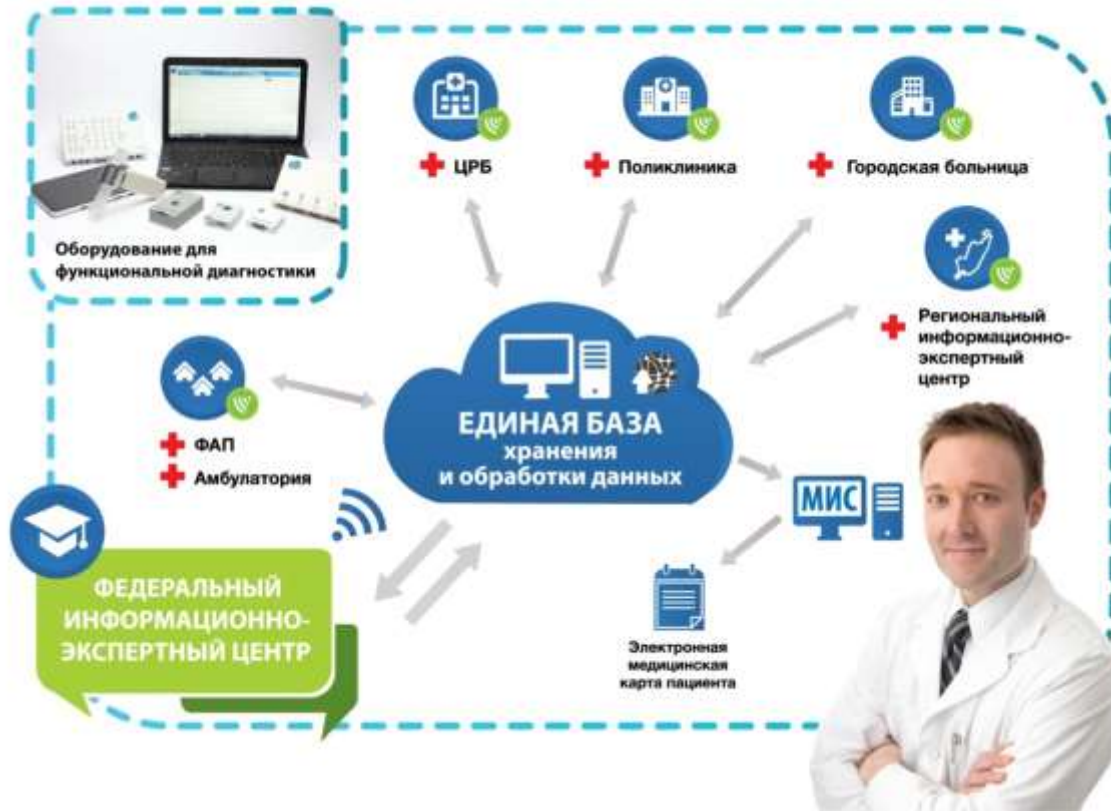 Оборудование для
функциональной диагностики
ЦРБ
Поликлиника
Городская больница
Региональный
информационно-
экспертный
центр
ФАП
Амбулатория
ЕДИНАЯ БАЗА
хранения
и обработки данных
МИС
ФЕДЕРАЛЬНЫЙ
ИНФОРМАЦИОННО-
ЭКСПЕРТНЫЙ ЦЕНТР
Электронная
медицинская
карта пациента